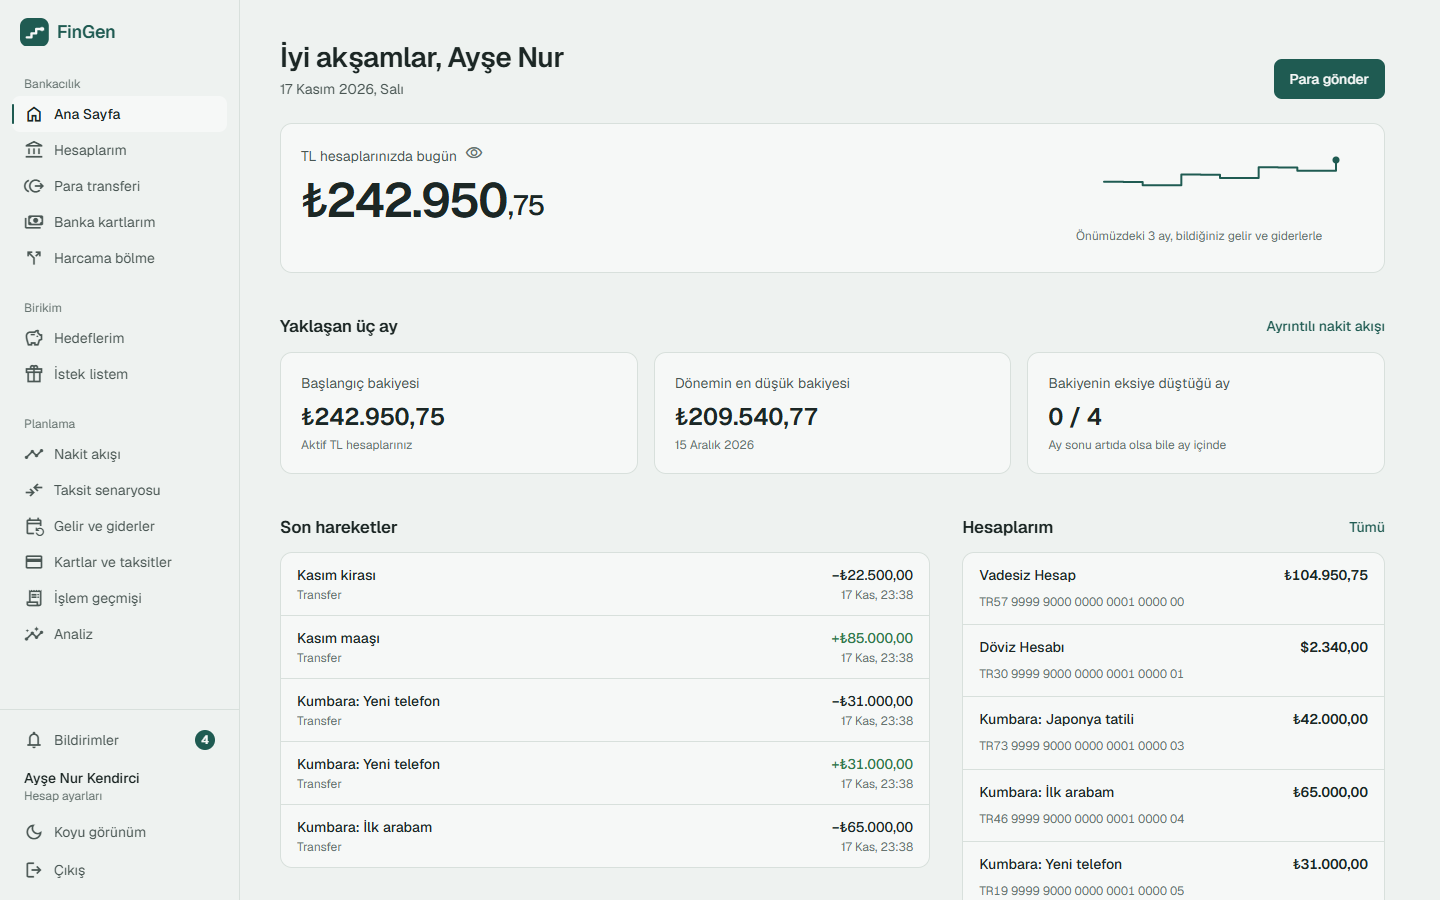 FinGen
Bankacılık
Ana Sayfa
Hesaplarım
Para transferi
Banka kartlarım
Harcama bölme
Birikim
Hedeflerim
İstek listem
Planlama
Nakit akışı
Taksit senaryosu
Gelir ve giderler
Kartlar ve taksitler
İşlem geçmişi
Analiz
Bildirimler 4
Ayşe Nur Kendirci
Hesap ayarları
Koyu görünüm
Çıkış
İyi akşamlar, Ayşe Nur
17 Kasım 2026, Salı
Para gönder
TL hesaplarınızda bugün
₺242.950,75
Önümüzdeki 3 ay, bildiğiniz gelir ve giderlerle
Yaklaşan üç ay
Ayrıntılı nakit akışı
Başlangıç bakiyesi
₺242.950,75
Aktif TL hesaplarınız
Dönemin en düşük bakiyesi
₺209.540,77
15 Aralık 2026
Bakiyenin eksiye düştüğü ay
0 / 4
Ay sonu artıda olsa bile ay içinde
Son hareketler
Kasım kirası −₺22.500,00
Transfer 17 Kas, 23:38
Kasım maaşı +₺85.000,00
Transfer 17 Kas, 23:38
Kumbara: Yeni telefon −₺31.000,00
Transfer 17 Kas, 23:38
Kumbara: Yeni telefon +₺31.000,00
Transfer 17 Kas, 23:38
Kumbara: İlk arabam −₺65.000,00
Transfer 17 Kas, 23:38
Hesaplarım Tümü
Vadesiz Hesap ₺104.950,75
TR57 9999 9000 0000 0001 0000 00
Döviz Hesabı $2.340,00
TR30 9999 9000 0000 0001 0000 01
Kumbara: Japonya tatili ₺42.000,00
TR73 9999 9000 0000 0001 0000 03
Kumbara: İlk arabam ₺65.000,00
TR46 9999 9000 0000 0001 0000 04
Kumbara: Yeni telefon ₺31.000,00
TR19 9999 9000 0000 0001 0000 05